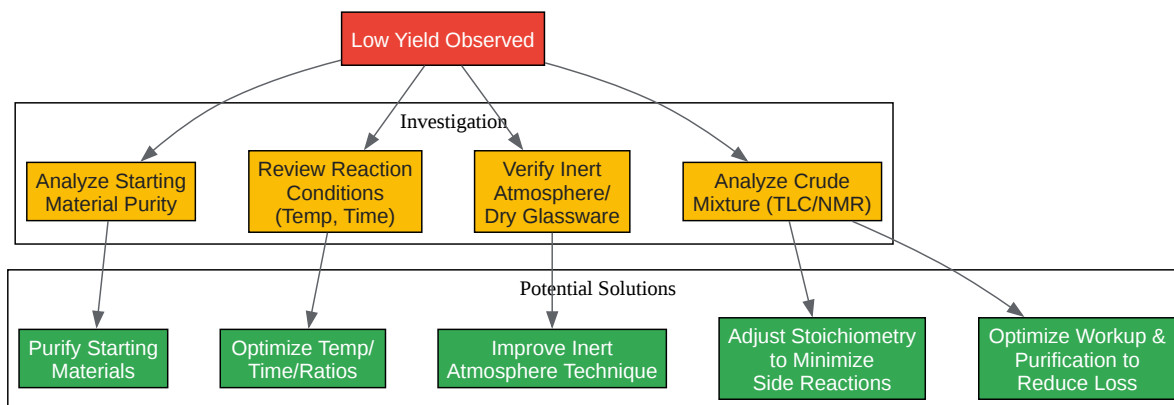 Low Yield Observed
Investigation
Analyze Starting
Material Purity
Review Reaction
Conditions
(Temp, Time)
Verify Inert
Atmosphere/
Dry Glassware
Analyze Crude
Mixture (TLC/NMR)
Potential Solutions
Purify Starting
Materials
Optimize Temp/
Time/Ratios
Improve Inert
Atmosphere Technique
Adjust Stoichiometry
to Minimize
Side Reactions
Optimize Workup &
Purification to
Reduce Loss